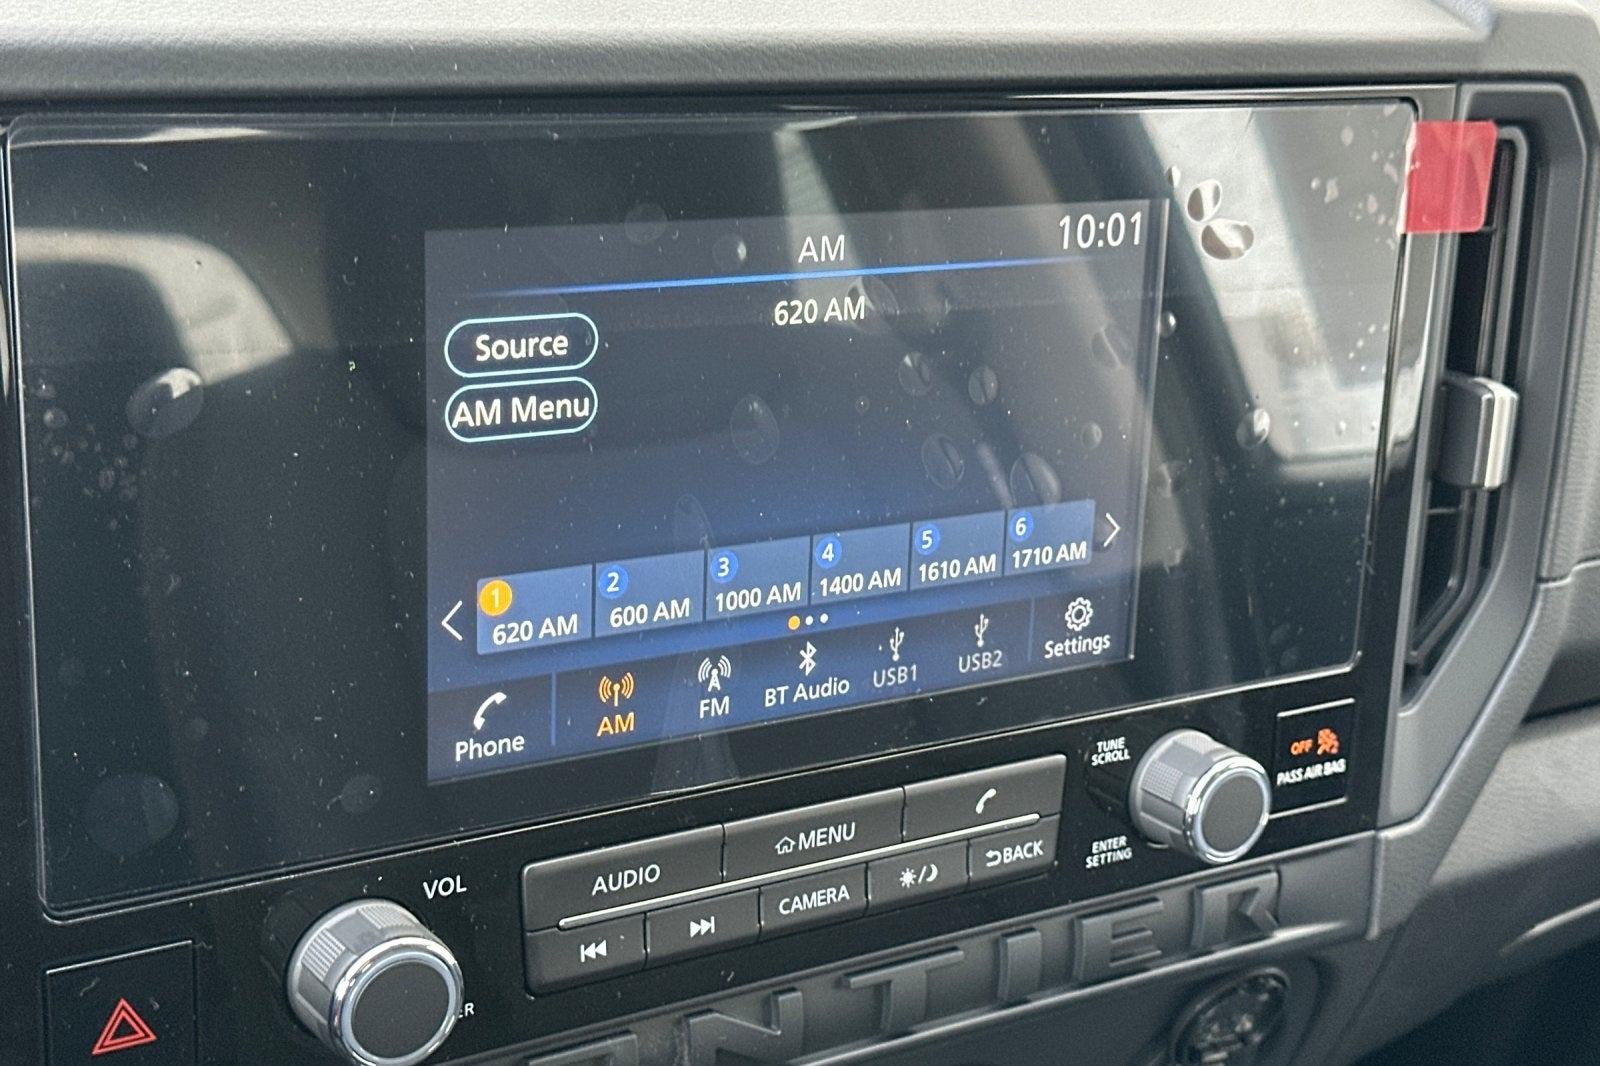 AM
10:01
620 AM
Source
AM Menu
1
620 AM
2
600 AM
3
1000 AM
4
1400 AM
5
1610 AM
6
1710 AM
Phone
AM
FM
BT Audio
USB1
USB2
Settings
TUNE
SCROLL
OFF
PASS AIR BAG
VOL
AUDIO
MENU
CAMERA
BACK
ENTER
SETTING
NTIER